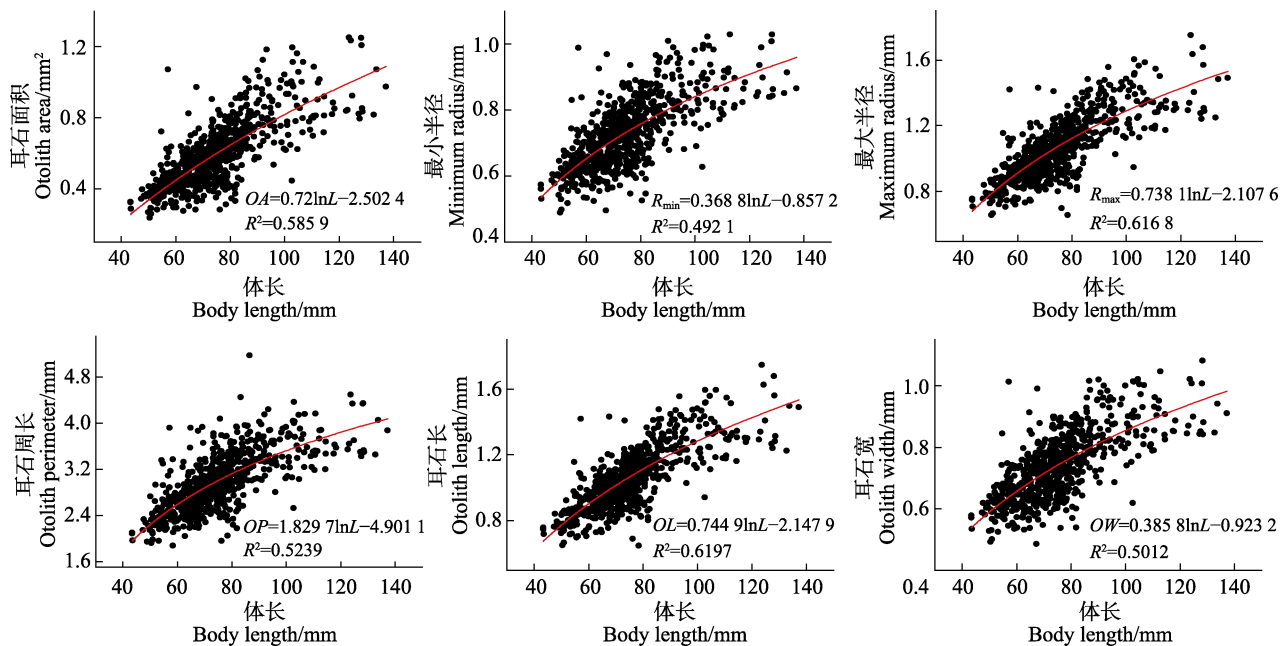 耳石面积
Otolith area/mm²
1.2
0.8
0.4
OA=0.72lnL−2.502 4
R²=0.585 9
40 60 80 100 120 140
体长
Body length/mm
最小半径
Minimum radius/mm
1.0
0.8
0.6
0.4
Rmin=0.368 8lnL−0.857 2
R²=0.492 1
40 60 80 100 120 140
体长
Body length/mm
最大半径
Maximum radius/mm
1.6
1.2
0.8
Rmax=0.738 1lnL−2.107 6
R²=0.616 8
40 60 80 100 120 140
体长
Body length/mm
耳石周长
Otolith perimeter/mm
4.8
4.0
3.2
2.4
1.6
OP=1.829 7lnL−4.901 1
R²=0.5239
40 60 80 100 120 140
体长
Body length/mm
耳石长
Otolith length/mm
1.6
1.2
0.8
OL=0.744 9lnL−2.147 9
R²=0.6197
40 60 80 100 120 140
体长
Body length/mm
耳石宽
Otolith width/mm
1.0
0.8
0.6
0.4
OW=0.385 8lnL−0.923 2
R²=0.5012
40 60 80 100 120 140
体长
Body length/mm